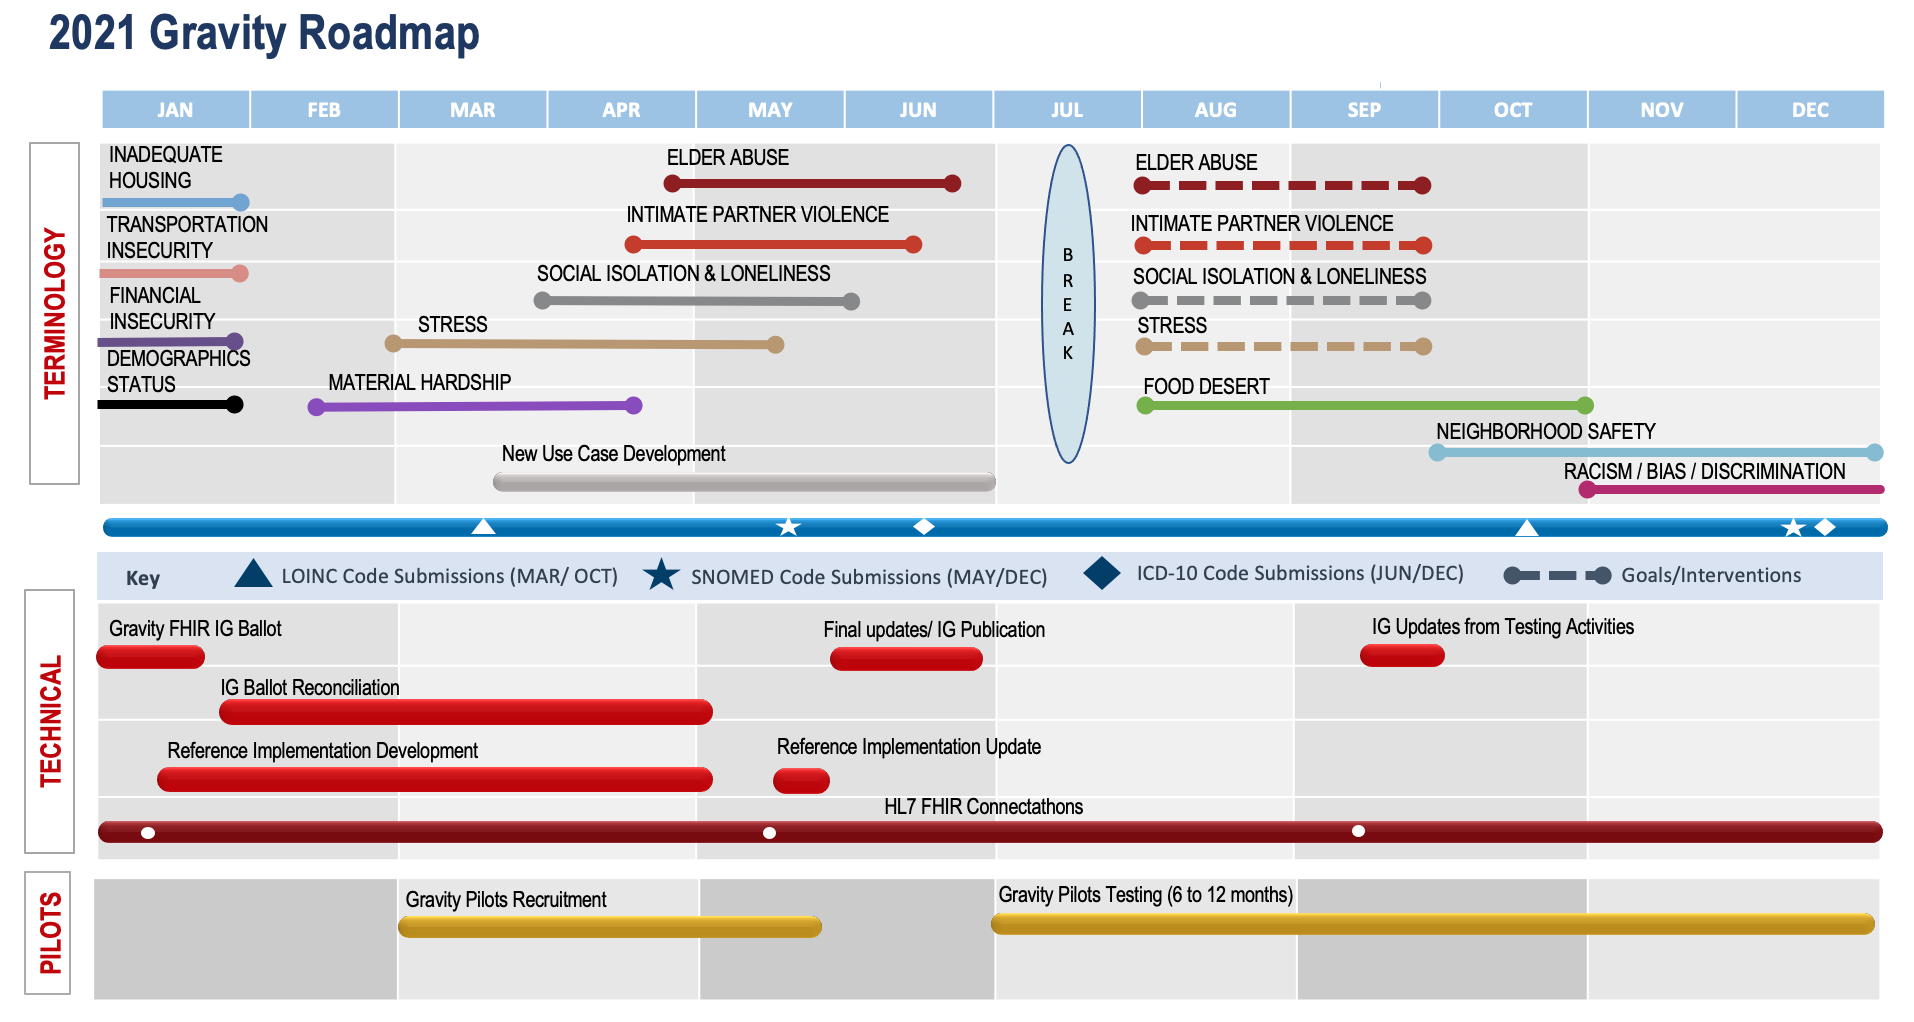 2021 Gravity Roadmap
JAN FEB MAR APR MAY JUN JUL AUG SEP OCT NOV DEC
TERMINOLOGY
INADEQUATE
HOUSING
TRANSPORTATION
INSECURITY
FINANCIAL
INSECURITY
DEMOGRAPHICS
STATUS
ELDER ABUSE
INTIMATE PARTNER VIOLENCE
SOCIAL ISOLATION & LONELINESS
STRESS
MATERIAL HARDSHIP
New Use Case Development
BREAK
ELDER ABUSE
INTIMATE PARTNER VIOLENCE
SOCIAL ISOLATION & LONELINESS
STRESS
FOOD DESERT
NEIGHBORHOOD SAFETY
RACISM / BIAS / DISCRIMINATION
Key
LOINC Code Submissions (MAR/ OCT)
SNOMED Code Submissions (MAY/DEC)
ICD-10 Code Submissions (JUN/DEC)
Goals/Interventions
TECHNICAL
Gravity FHIR IG Ballot
Final updates/ IG Publication
IG Updates from Testing Activities
IG Ballot Reconciliation
Reference Implementation Development
Reference Implementation Update
HL7 FHIR Connectathons
PILOTS
Gravity Pilots Recruitment
Gravity Pilots Testing (6 to 12 months)